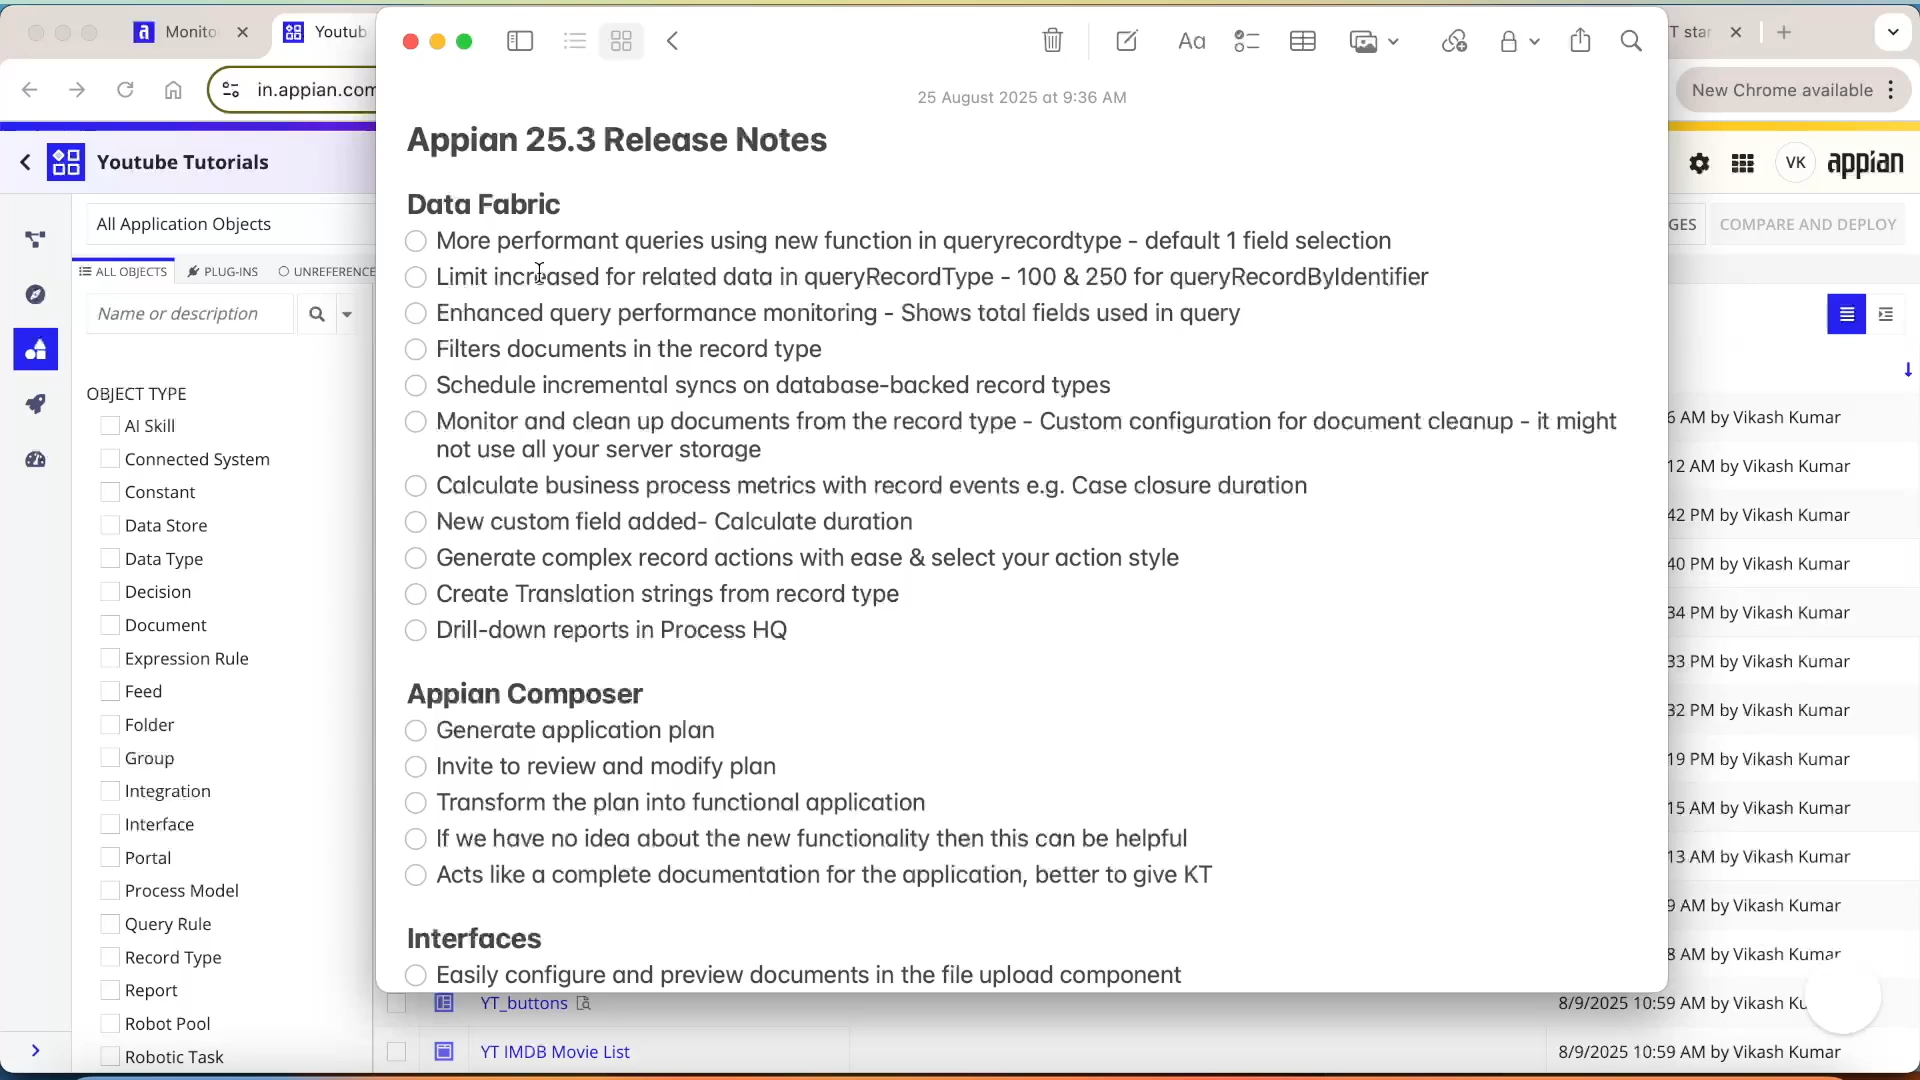 Monito
Youtub
T star
in.appian.com
New Chrome available
Youtube Tutorials
VK
appian
All Application Objects
GES
COMPARE AND DEPLOY
ALL OBJECTS
PLUG-INS
UNREFERENCE
Name or description
OBJECT TYPE
AI Skill
Connected System
Constant
Data Store
Data Type
Decision
Document
Expression Rule
Feed
Folder
Group
Integration
Interface
Portal
Process Model
Query Rule
Record Type
Report
Robot Pool
Robotic Task
25 August 2025 at 9:36 AM
Appian 25.3 Release Notes
Data Fabric
More performant queries using new function in queryrecordtype - default 1 field selection
Limit increased for related data in queryRecordType - 100 & 250 for queryRecordByIdentifier
Enhanced query performance monitoring - Shows total fields used in query
Filters documents in the record type
Schedule incremental syncs on database-backed record types
Monitor and clean up documents from the record type - Custom configuration for document cleanup - it might
not use all your server storage
Calculate business process metrics with record events e.g. Case closure duration
New custom field added- Calculate duration
Generate complex record actions with ease & select your action style
Create Translation strings from record type
Drill-down reports in Process HQ
Appian Composer
Generate application plan
Invite to review and modify plan
Transform the plan into functional application
If we have no idea about the new functionality then this can be helpful
Acts like a complete documentation for the application, better to give KT
Interfaces
Easily configure and preview documents in the file upload component
6 AM by Vikash Kumar
12 AM by Vikash Kumar
42 PM by Vikash Kumar
40 PM by Vikash Kumar
34 PM by Vikash Kumar
33 PM by Vikash Kumar
32 PM by Vikash Kumar
19 PM by Vikash Kumar
15 AM by Vikash Kumar
13 AM by Vikash Kumar
9 AM by Vikash Kumar
8 AM by Vikash Kumar
YT_buttons
8/9/2025 10:59 AM by Vikash Ku
YT IMDB Movie List
8/9/2025 10:59 AM by Vikash Kumar